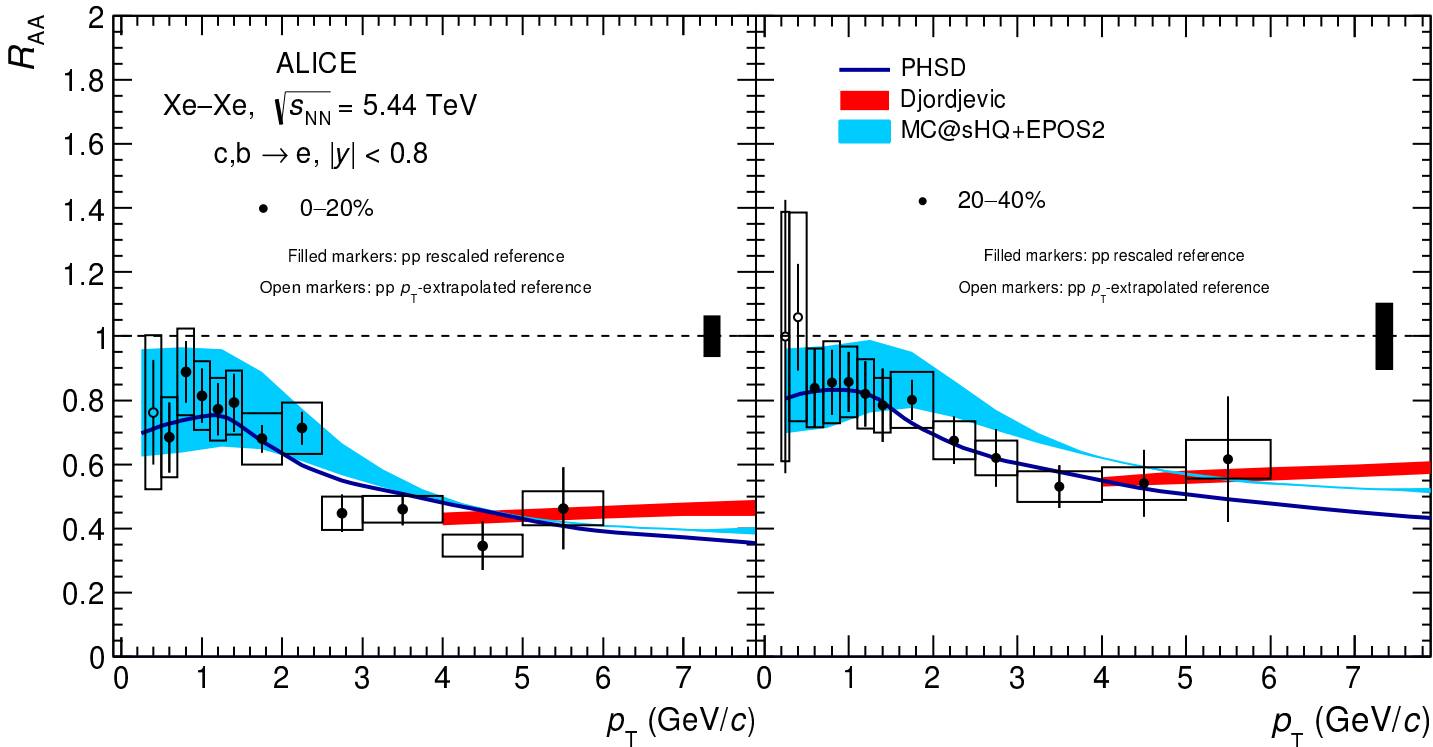 R_AA
2
1.8
1.6
1.4
1.2
1
0.8
0.6
0.4
0.2
0
ALICE
Xe–Xe, √s_NN = 5.44 TeV
c,b → e, |y| < 0.8
0–20%
Filled markers: pp rescaled reference
Open markers: pp p_T-extrapolated reference
0 1 2 3 4 5 6 7
p_T (GeV/c)
PHSD
Djordjevic
MC@sHQ+EPOS2
20–40%
Filled markers: pp rescaled reference
Open markers: pp p_T-extrapolated reference
0 1 2 3 4 5 6 7
p_T (GeV/c)